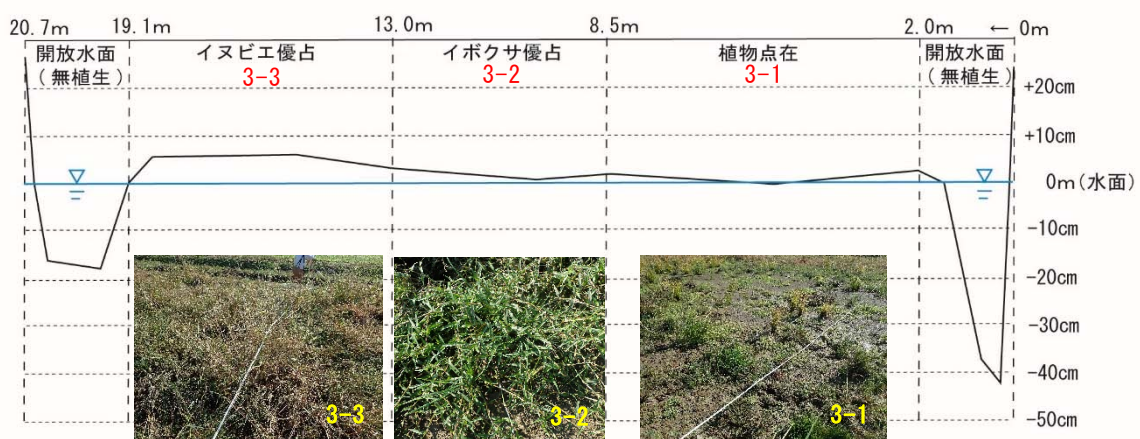 20.7m 19.1m 13.0m 8.5m 2.0m ← 0m
開放水面
(無植生)
イヌビエ優占
3-3
イボクサ優占
3-2
植物点在
3-1
開放水面
(無植生)
+20cm
+10cm
0m(水面)
-10cm
-20cm
-30cm
-40cm
-50cm
3-3
3-2
3-1